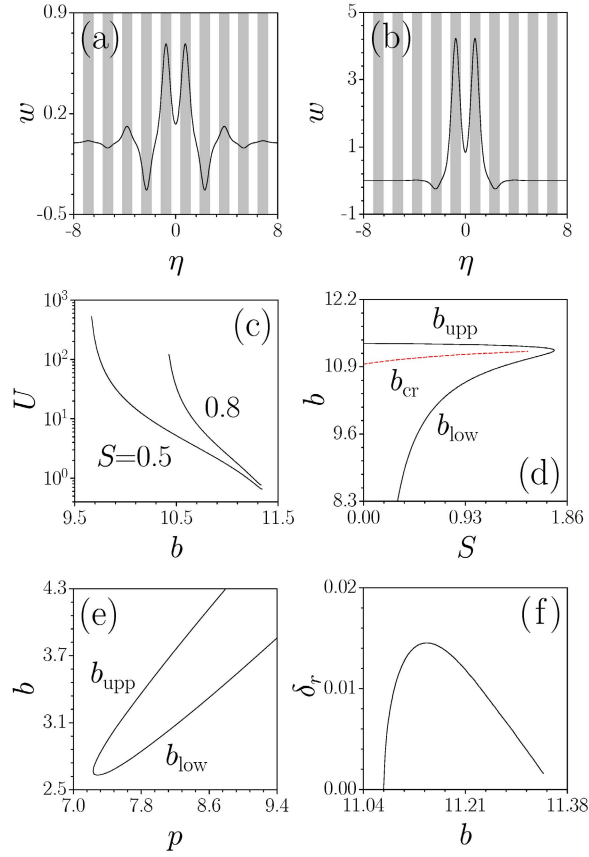 0.9
(a)
w
0.2
-0.5
-8
0
8
η
5
(b)
w
4
1
-1
-8
0
8
η
10³
(c)
10²
U
10¹
0.8
S=0.5
10⁰
9.5
10.5
11.5
b
12.2
b_upp
10.9
b
b_cr
9.6
b_low
(d)
8.3
0.00
0.93
1.86
S
4.3
(e)
3.7
b
b_upp
3.1
b_low
2.5
7.0
7.8
8.6
9.4
p
0.02
(f)
δ_r
0.01
0.00
11.04
11.21
11.38
b